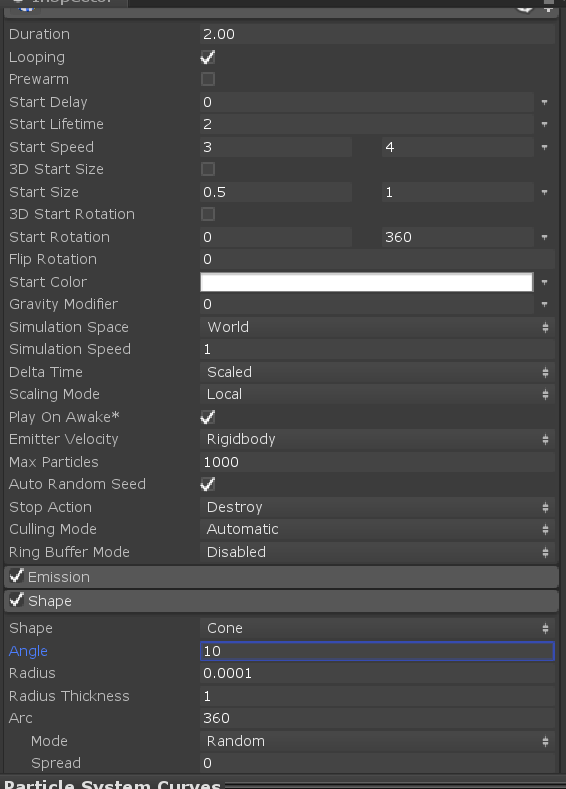 Inspector
Duration 2.00
Looping
Prewarm
Start Delay 0
Start Lifetime 2
Start Speed 3 4
3D Start Size
Start Size 0.5 1
3D Start Rotation
Start Rotation 0 360
Flip Rotation 0
Start Color
Gravity Modifier 0
Simulation Space World
Simulation Speed 1
Delta Time Scaled
Scaling Mode Local
Play On Awake*
Emitter Velocity Rigidbody
Max Particles 1000
Auto Random Seed
Stop Action Destroy
Culling Mode Automatic
Ring Buffer Mode Disabled
Emission
Shape
Shape Cone
Angle 10
Radius 0.0001
Radius Thickness 1
Arc 360
Mode Random
Spread 0
Particle System Curves